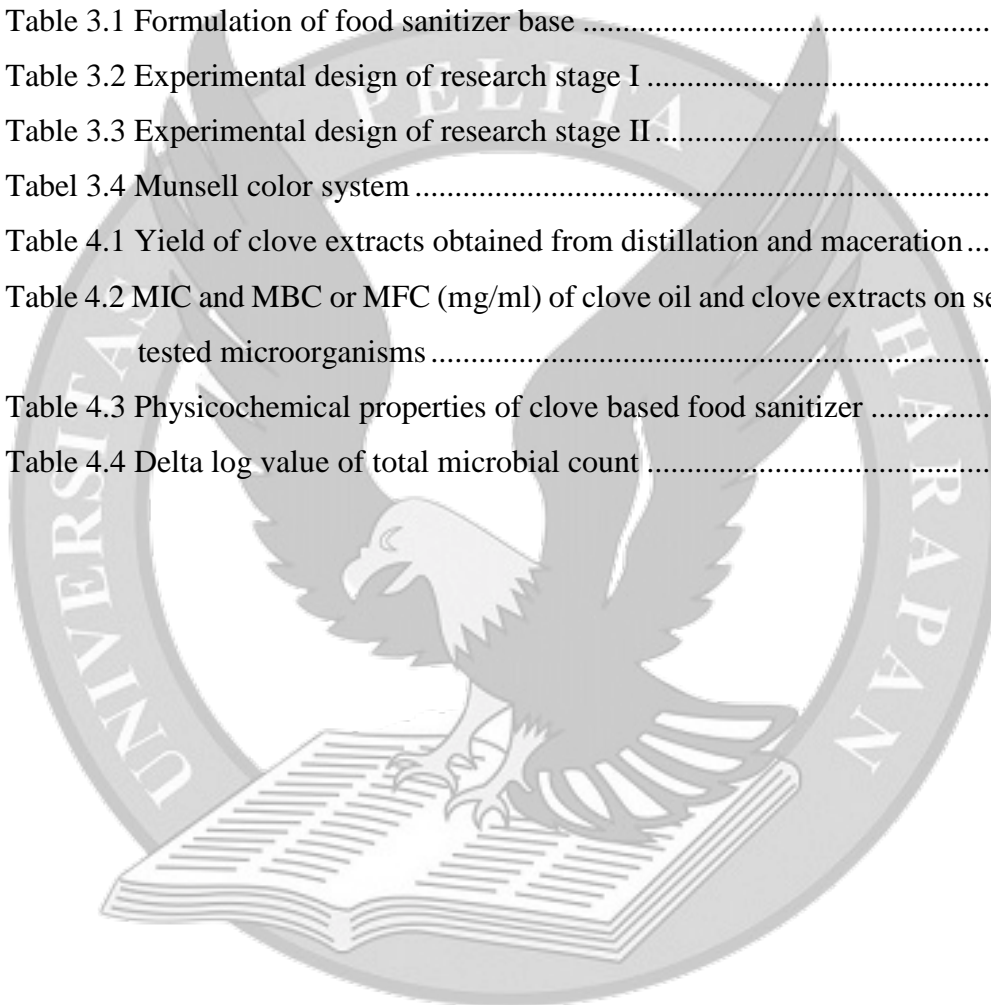 Table 3.1 Formulation of food sanitizer base ................................................
Table 3.2 Experimental design of research stage I ........................................
Table 3.3 Experimental design of research stage II .......................................
Tabel 3.4 Munsell color system ....................................................................
Table 4.1 Yield of clove extracts obtained from distillation and maceration ...
Table 4.2 MIC and MBC or MFC (mg/ml) of clove oil and clove extracts on
tested microorganisms ..................................................................
Table 4.3 Physicochemical properties of clove based food sanitizer ..............
Table 4.4 Delta log value of total microbial count ........................................
UNIVERSITAS PELITA HARAPAN